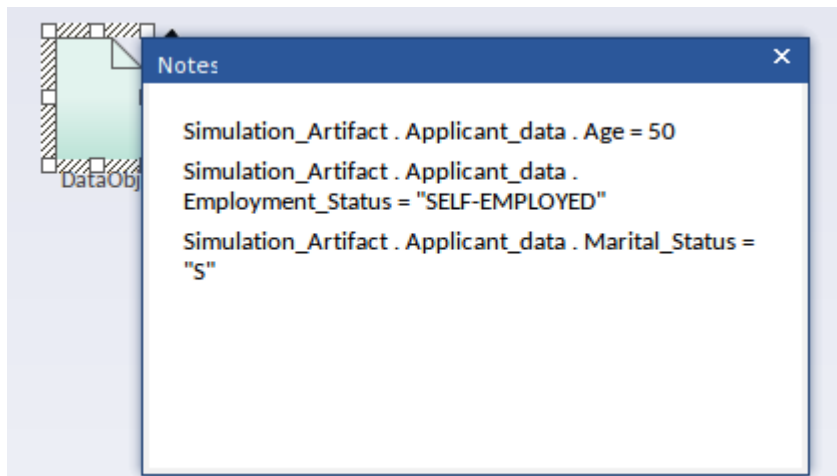 Notes
Simulation_Artifact . Applicant_data . Age = 50
Simulation_Artifact . Applicant_data .
Employment_Status = "SELF-EMPLOYED"
Simulation_Artifact . Applicant_data . Marital_Status =
"S"
DataObj